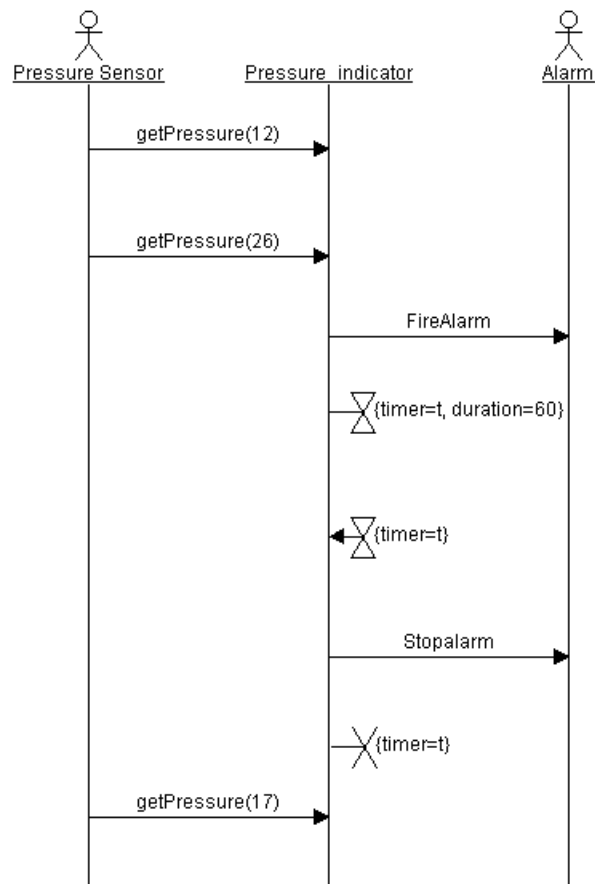 Pressure Sensor
Pressure_indicator
Alarm
getPressure(12)
getPressure(26)
FireAlarm
{timer=t, duration=60}
{timer=t}
Stopalarm
{timer=t}
getPressure(17)